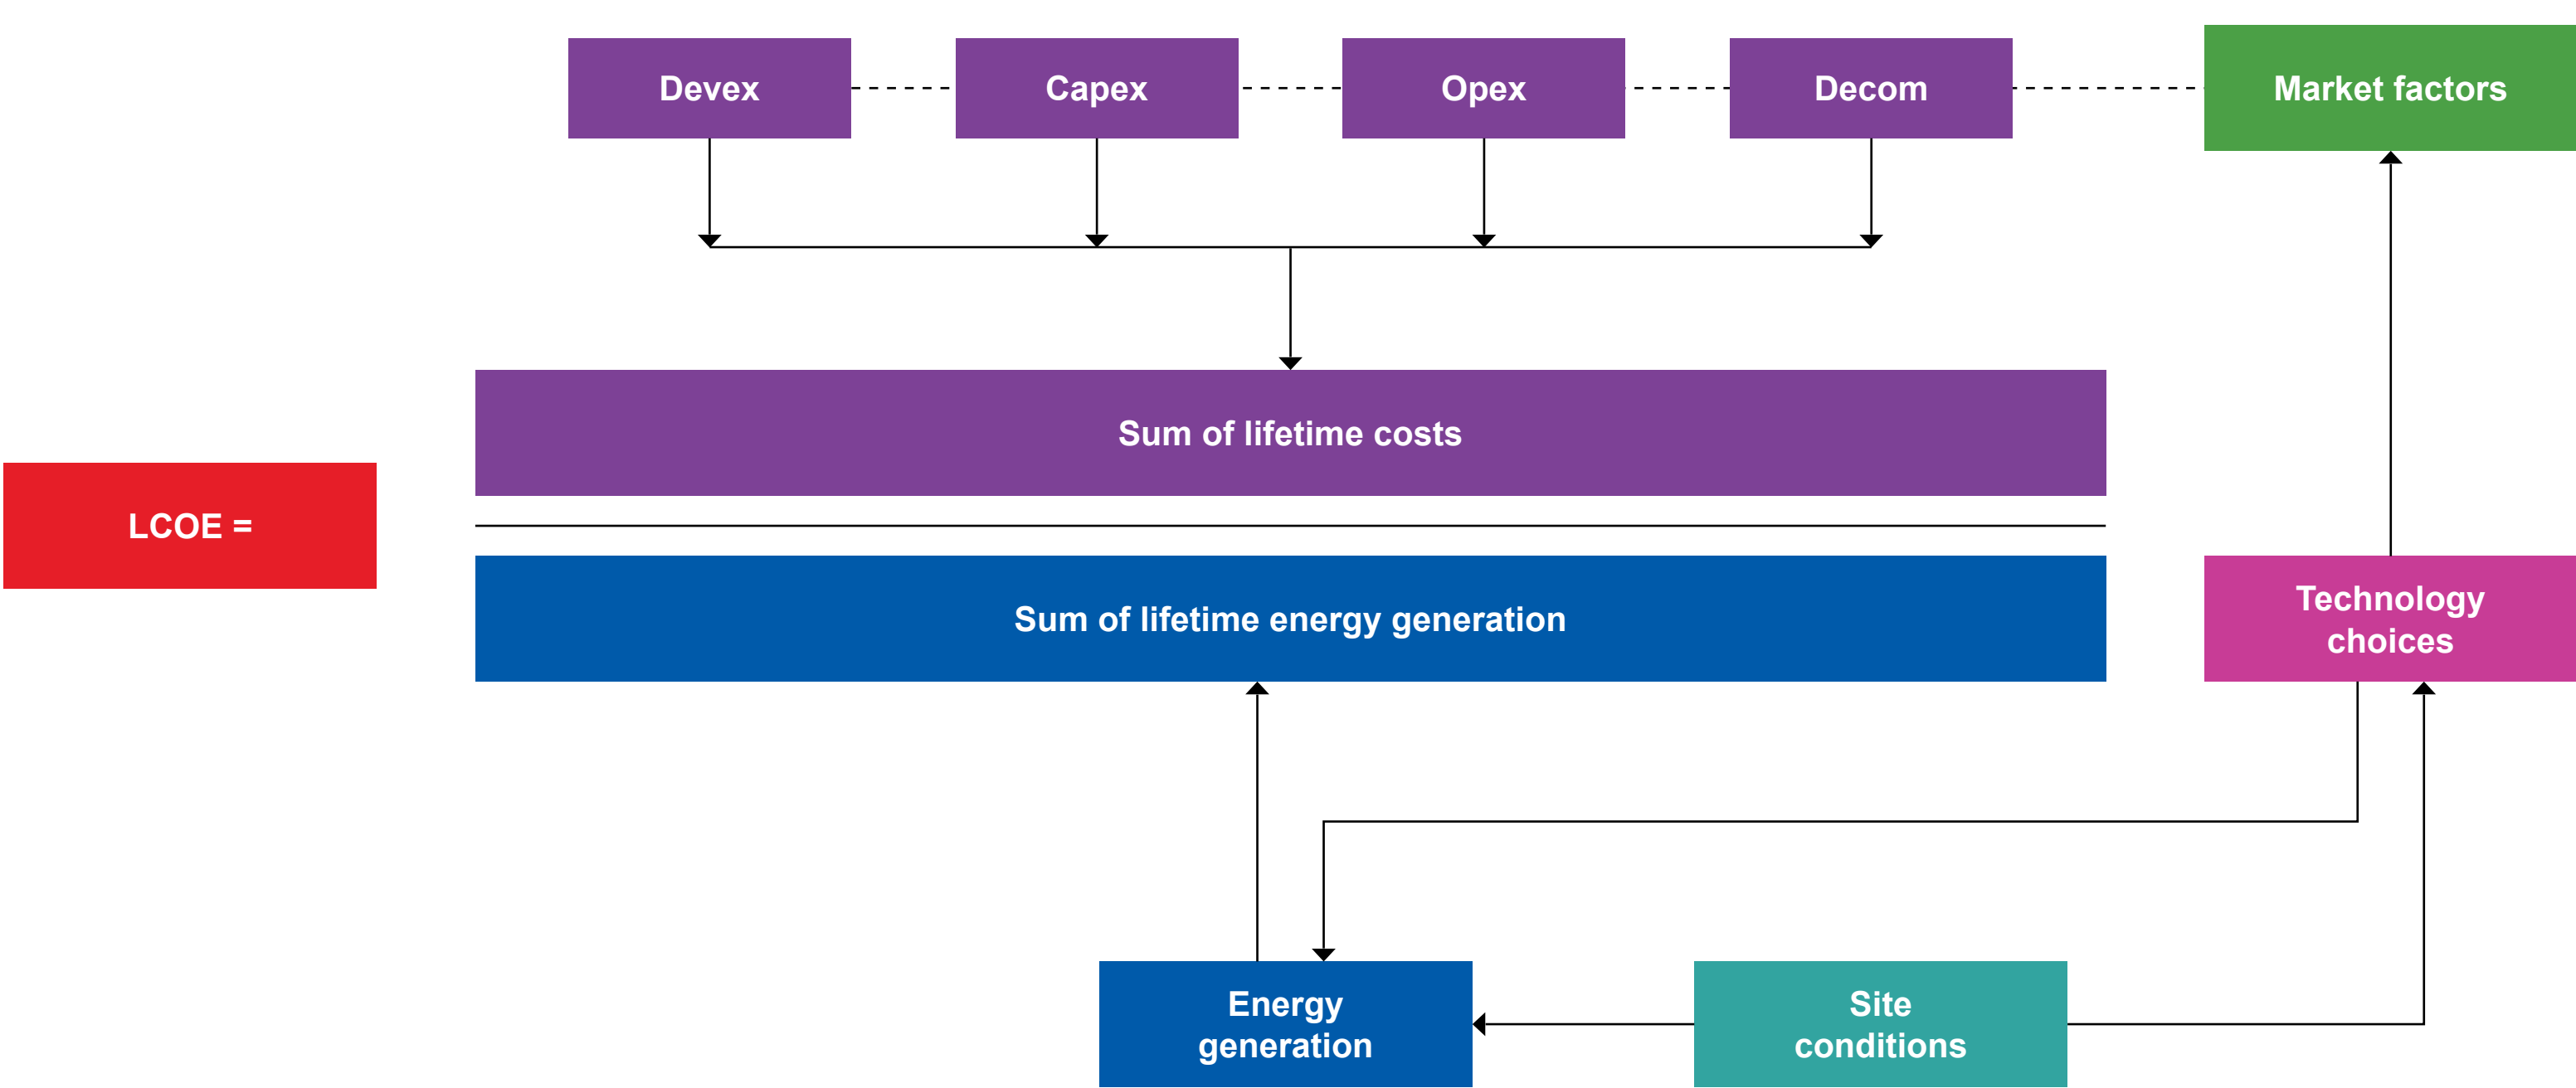 Devex
Capex
Opex
Decom
Market factors
Sum of lifetime costs
LCOE =
Sum of lifetime energy generation
Technology
choices
Energy
generation
Site
conditions